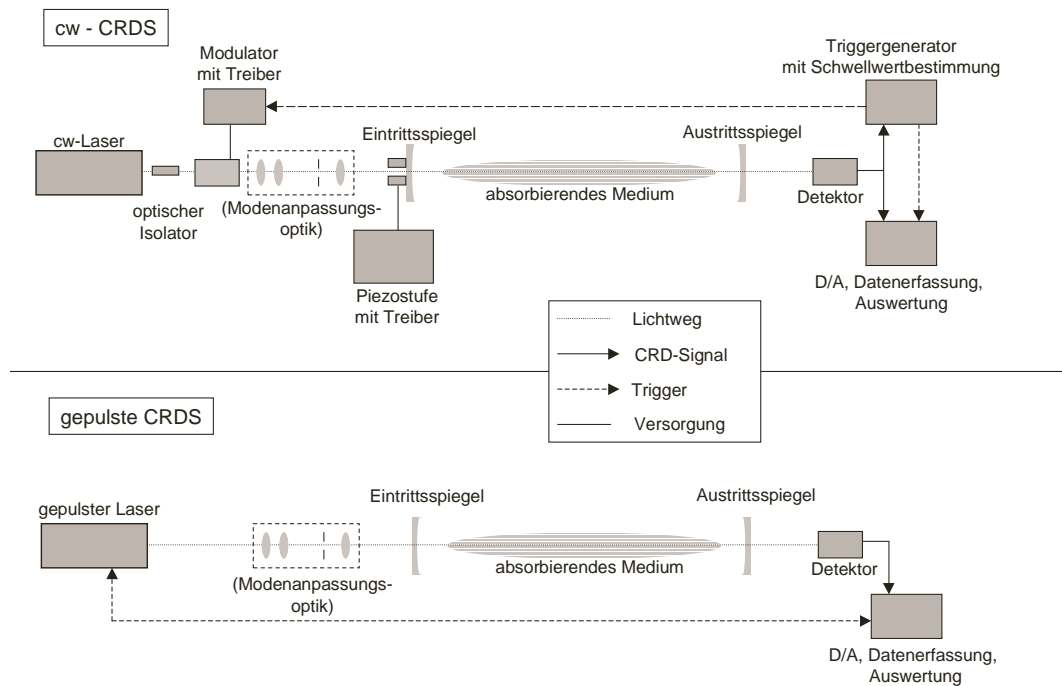 cw - CRDS
Modulator
mit Treiber
Triggergenerator
mit Schwellwertbestimmung
cw-Laser
Eintrittsspiegel
Austrittsspiegel
optischer
Isolator
(Modenanpassungs-
optik)
absorbierendes Medium
Detektor
Piezostufe
mit Treiber
D/A, Datenerfassung,
Auswertung
Lichtweg
CRD-Signal
Trigger
Versorgung
gepulste CRDS
gepulster Laser
Eintrittsspiegel
Austrittsspiegel
(Modenanpassungs-
optik)
absorbierendes Medium
Detektor
D/A, Datenerfassung,
Auswertung